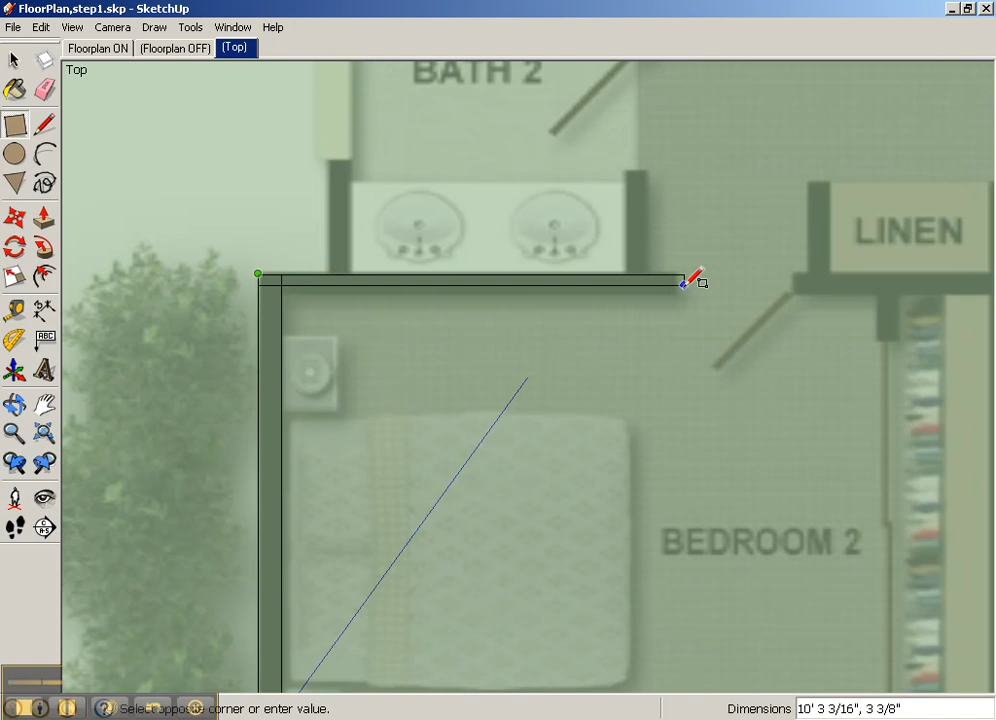 FloorPlan,step1.skp - SketchUp
File Edit View Camera Draw Tools Window Help
Floorplan ON (Floorplan OFF) (Top)
Top
BATH 2
LINEN
ABC
BEDROOM 2
Select opposite corner or enter value.
Dimensions 10' 3 3/16", 3 3/8"